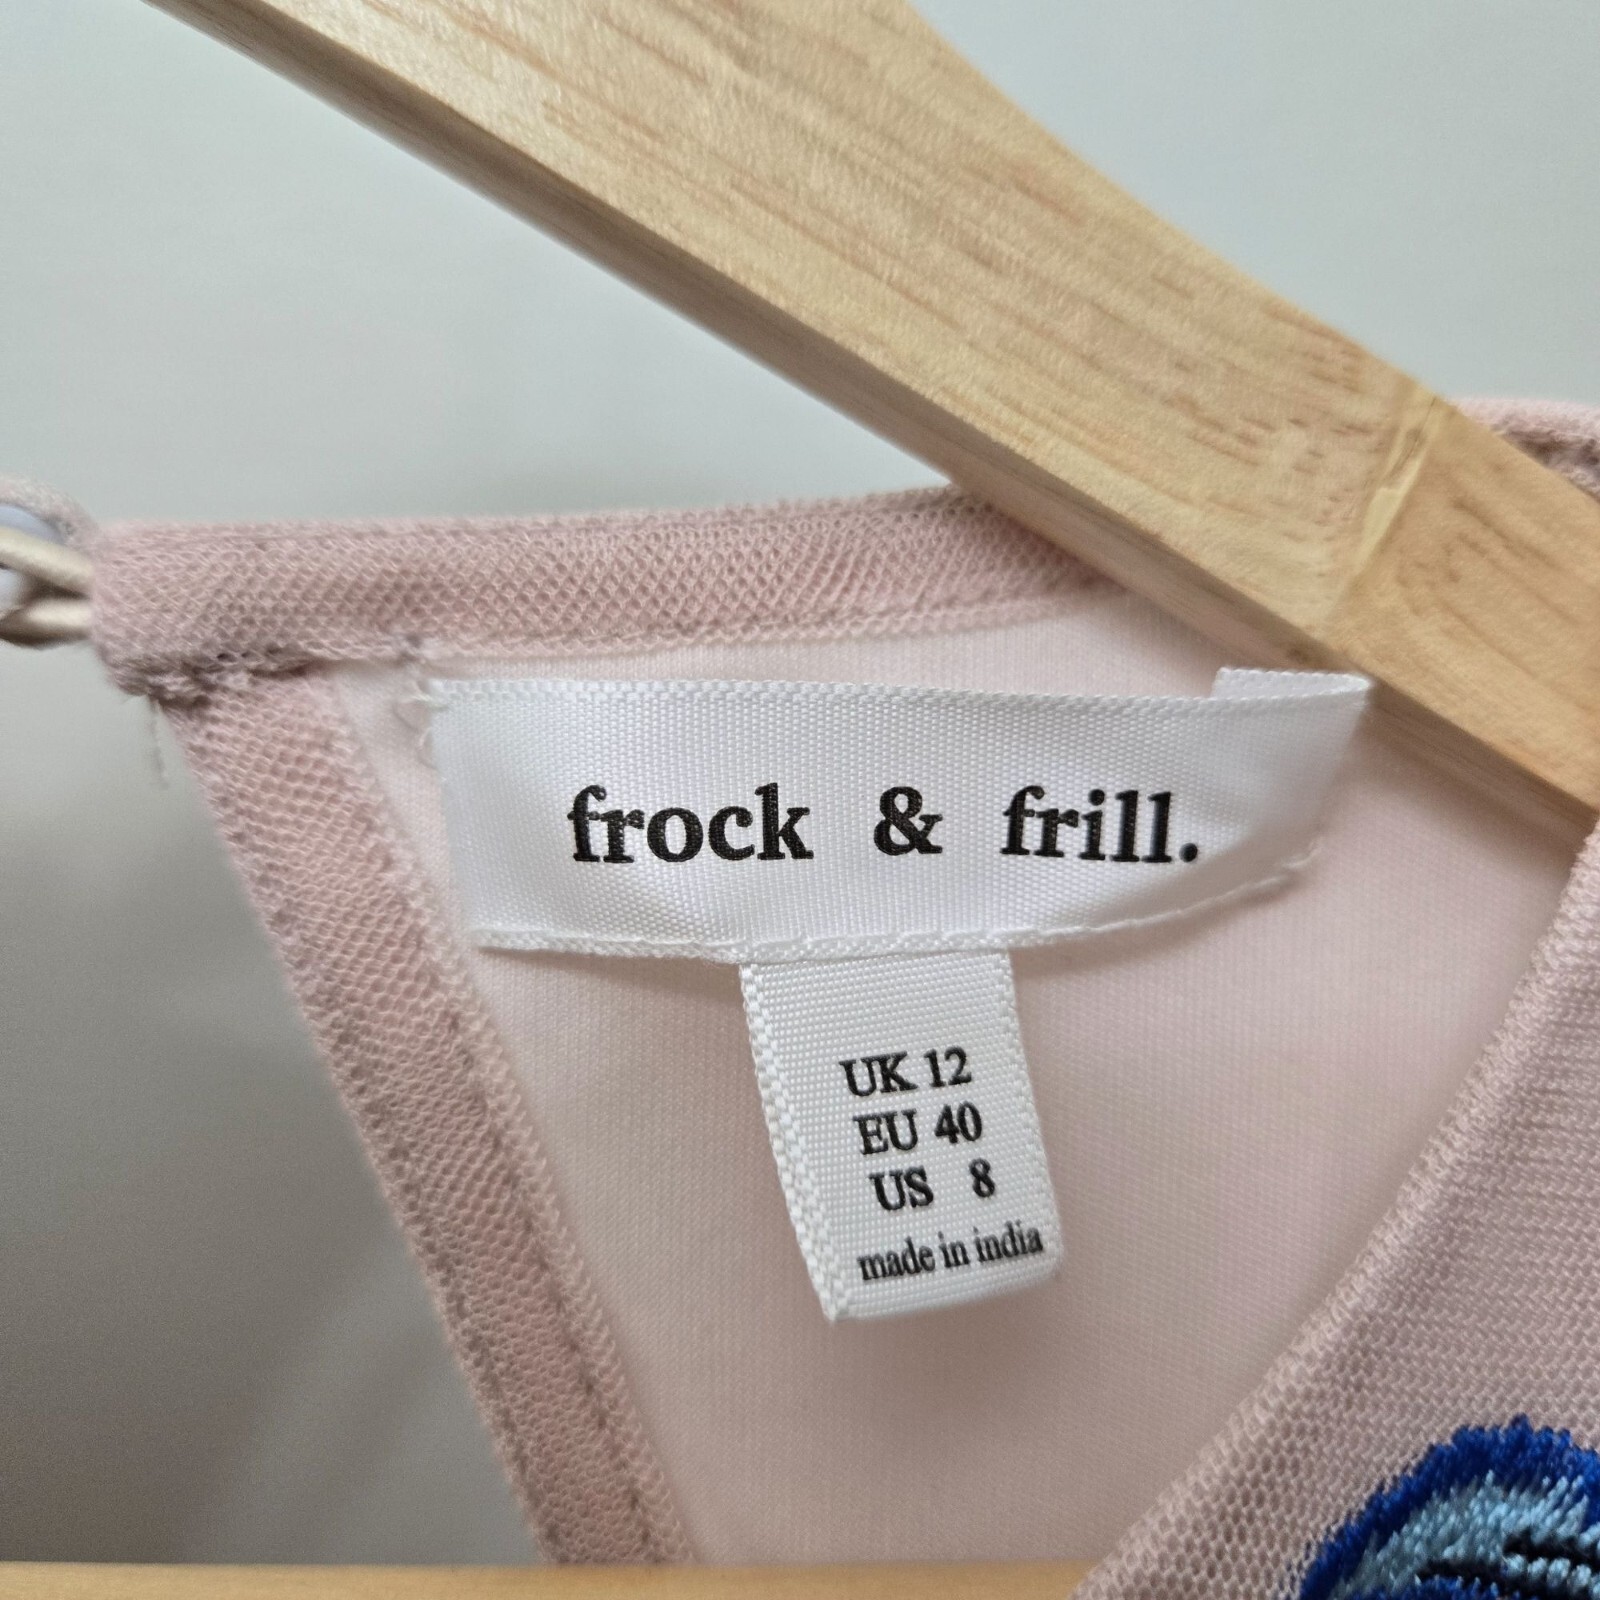 frock & frill.
UK 12
EU 40
US 8
made in india